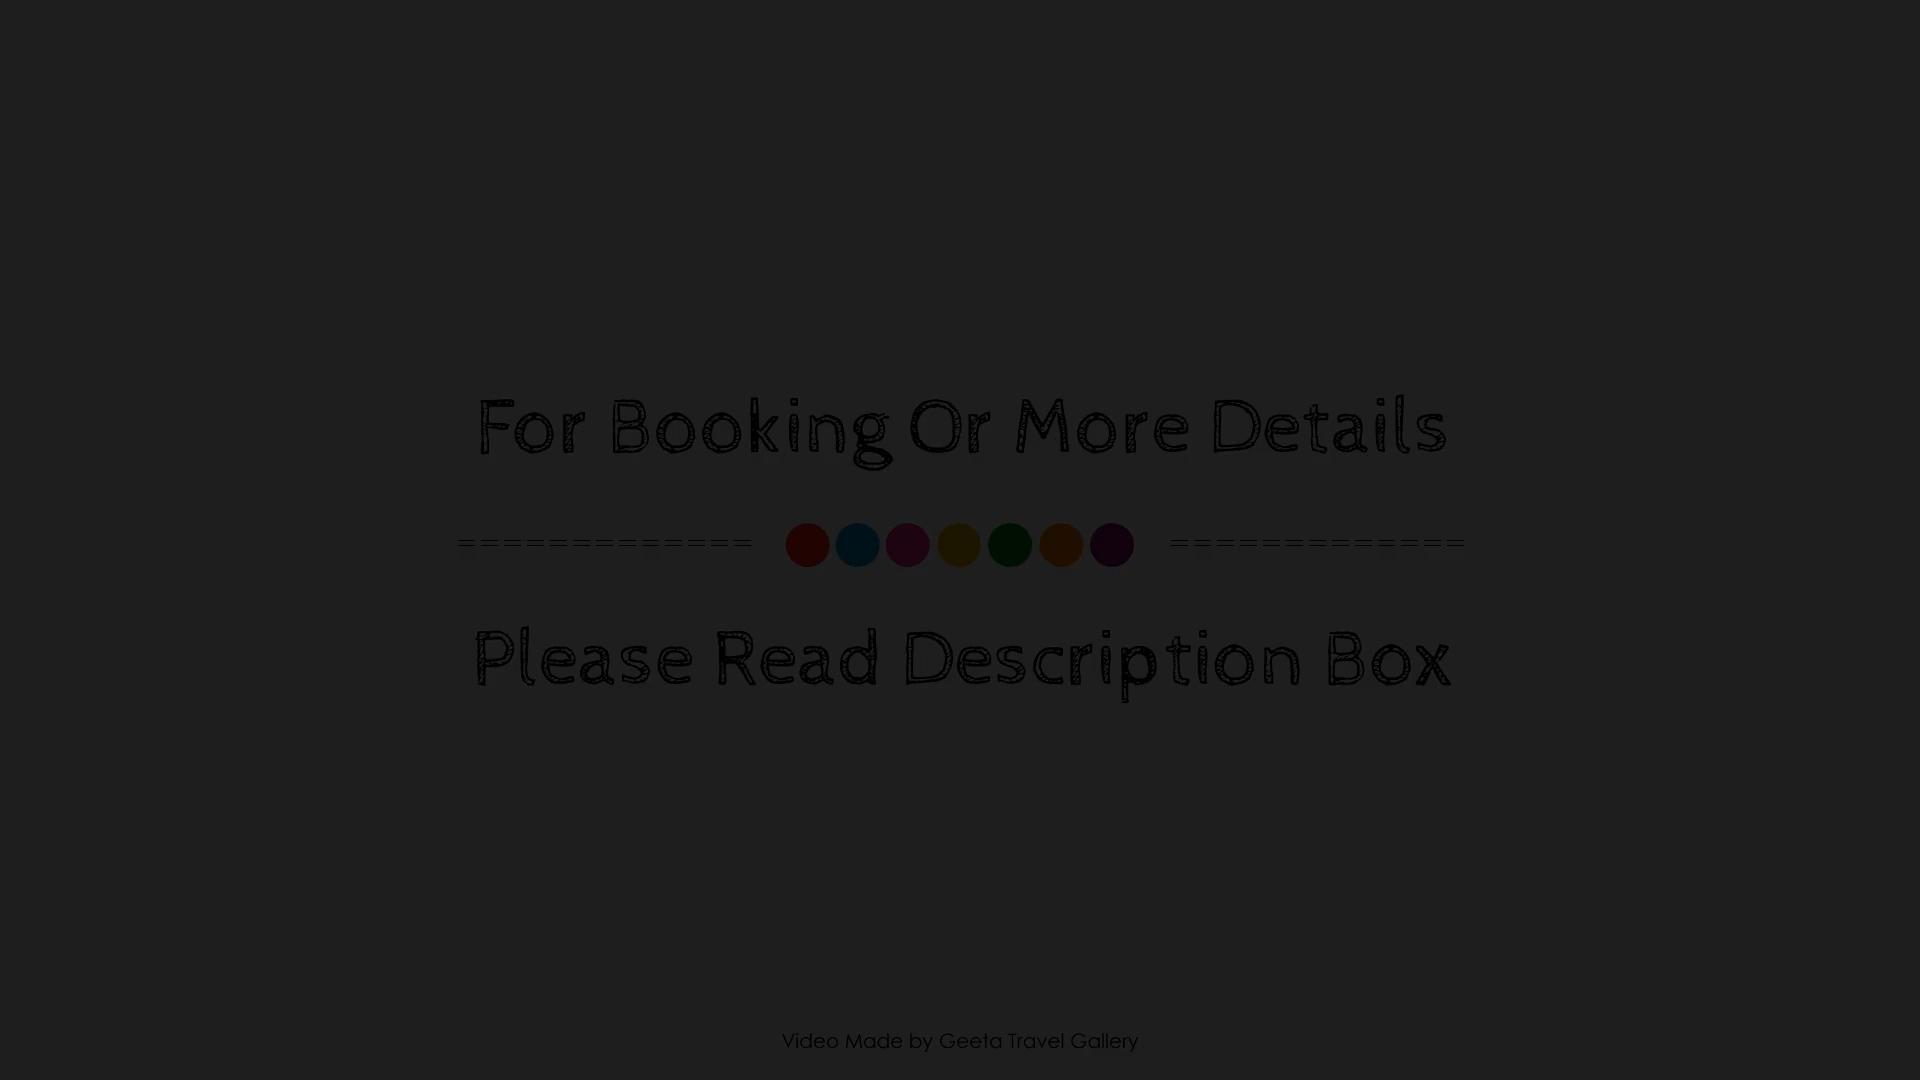 For Booking Or More Details
============= =============
Please Read Description Box
Video Made by Geeta Travel Gallery